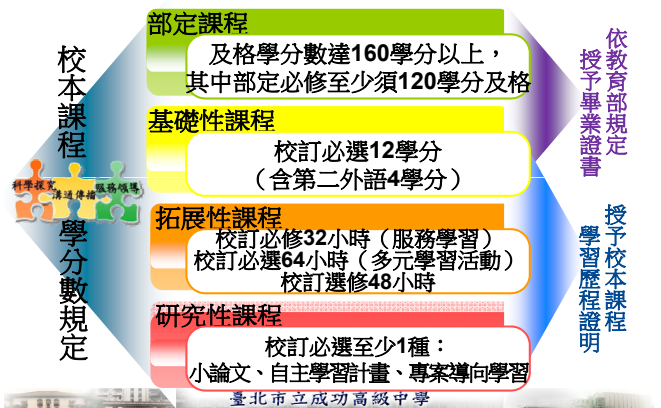 校本課程
學分數規定
科學探究
溝通傳播
服務領導
部定課程
及格學分數達160學分以上，
其中部定必修至少須120學分及格
基礎性課程
校訂必選12學分
（含第二外語4學分）
拓展性課程
校訂必修32小時（服務學習）
校訂必選64小時（多元學習活動）
校訂選修48小時
研究性課程
校訂必選至少1種：
小論文、自主學習計畫、專案導向學習
依教育部規定
授予畢業證書
授予校本課程
學習歷程證明
臺北市立成功高級中學